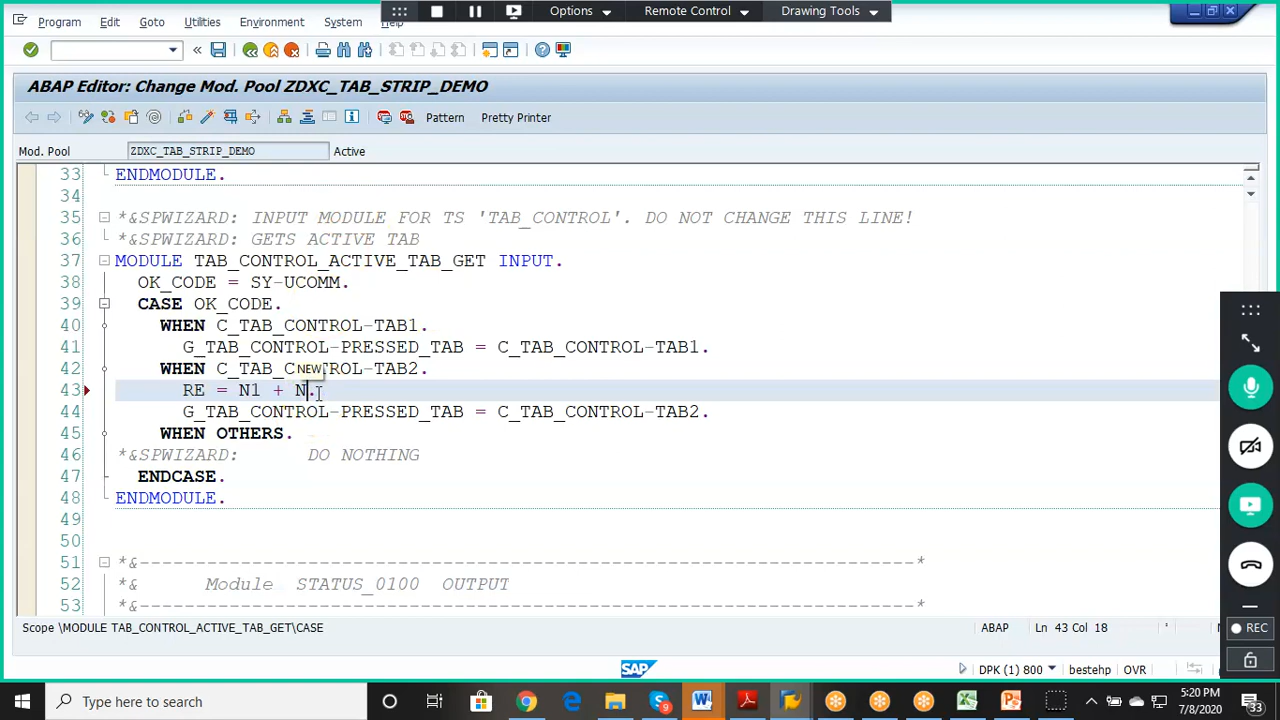 Program Edit Goto Utilities Environment System Help
Options Remote Control Drawing Tools
ABAP Editor: Change Mod. Pool ZDXC_TAB_STRIP_DEMO
Pattern Pretty Printer
Mod. Pool ZDXC_TAB_STRIP_DEMO Active
33 ENDMODULE.
34
35 *&SPWIZARD: INPUT MODULE FOR TS 'TAB_CONTROL'. DO NOT CHANGE THIS LINE!
36 *&SPWIZARD: GETS ACTIVE TAB
37 MODULE TAB_CONTROL_ACTIVE_TAB_GET INPUT.
38 OK_CODE = SY-UCOMM.
39 CASE OK_CODE.
40 WHEN C_TAB_CONTROL-TAB1.
41 G_TAB_CONTROL-PRESSED_TAB = C_TAB_CONTROL-TAB1.
NEW
42 WHEN C_TAB_CONTROL-TAB2.
43 RE = N1 + N.
44 G_TAB_CONTROL-PRESSED_TAB = C_TAB_CONTROL-TAB2.
45 WHEN OTHERS.
46 *&SPWIZARD: DO NOTHING
47 ENDCASE.
48 ENDMODULE.
49
50
51 *&---------------------------------------------------------------------*
52 *& Module STATUS_0100 OUTPUT
53 *&---------------------------------------------------------------------*
Scope \MODULE TAB_CONTROL_ACTIVE_TAB_GET\CASE ABAP Ln 43 Col 18
REC
SAP DPK (1) 800 bestehp OVR
Type here to search
9
5:20 PM
7/8/2020
33